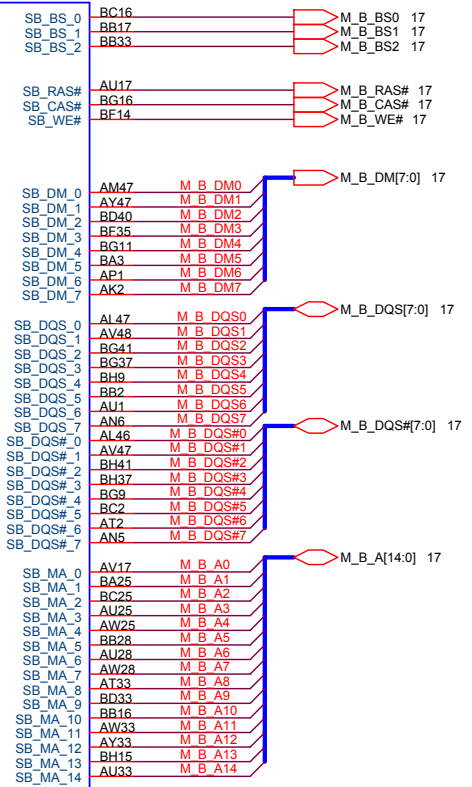 SB_BS_0 BC16 M_B_BS0 17
SB_BS_1 BB17 M_B_BS1 17
SB_BS_2 BB33 M_B_BS2 17
SB_RAS# AU17 M_B_RAS# 17
SB_CAS# BG16 M_B_CAS# 17
SB_WE# BF14 M_B_WE# 17
M_B_DM[7:0] 17
SB_DM_0 AM47 M_B_DM0
SB_DM_1 AY47 M_B_DM1
SB_DM_2 BD40 M_B_DM2
SB_DM_3 BF35 M_B_DM3
SB_DM_4 BG11 M_B_DM4
SB_DM_5 BA3 M_B_DM5
SB_DM_6 AP1 M_B_DM6
SB_DM_7 AK2 M_B_DM7
M_B_DQS[7:0] 17
SB_DQS_0 AL47 M_B_DQS0
SB_DQS_1 AV48 M_B_DQS1
SB_DQS_2 BG41 M_B_DQS2
SB_DQS_3 BG37 M_B_DQS3
SB_DQS_4 BH9 M_B_DQS4
SB_DQS_5 BB2 M_B_DQS5
SB_DQS_6 AU1 M_B_DQS6
SB_DQS_7 AN6 M_B_DQS7
M_B_DQS#[7:0] 17
SB_DQS#_0 AL46 M_B_DQS#0
SB_DQS#_1 AV47 M_B_DQS#1
SB_DQS#_2 BH41 M_B_DQS#2
SB_DQS#_3 BH37 M_B_DQS#3
SB_DQS#_4 BG9 M_B_DQS#4
SB_DQS#_5 BC2 M_B_DQS#5
SB_DQS#_6 AT2 M_B_DQS#6
SB_DQS#_7 AN5 M_B_DQS#7
M_B_A[14:0] 17
SB_MA_0 AV17 M_B_A0
SB_MA_1 BA25 M_B_A1
SB_MA_2 BC25 M_B_A2
SB_MA_3 AU25 M_B_A3
SB_MA_4 AW25 M_B_A4
SB_MA_5 BB28 M_B_A5
SB_MA_6 AU28 M_B_A6
SB_MA_7 AW28 M_B_A7
SB_MA_8 AT33 M_B_A8
SB_MA_9 BD33 M_B_A9
SB_MA_10 BB16 M_B_A10
SB_MA_11 AW33 M_B_A11
SB_MA_12 AY33 M_B_A12
SB_MA_13 BH15 M_B_A13
SB_MA_14 AU33 M_B_A14